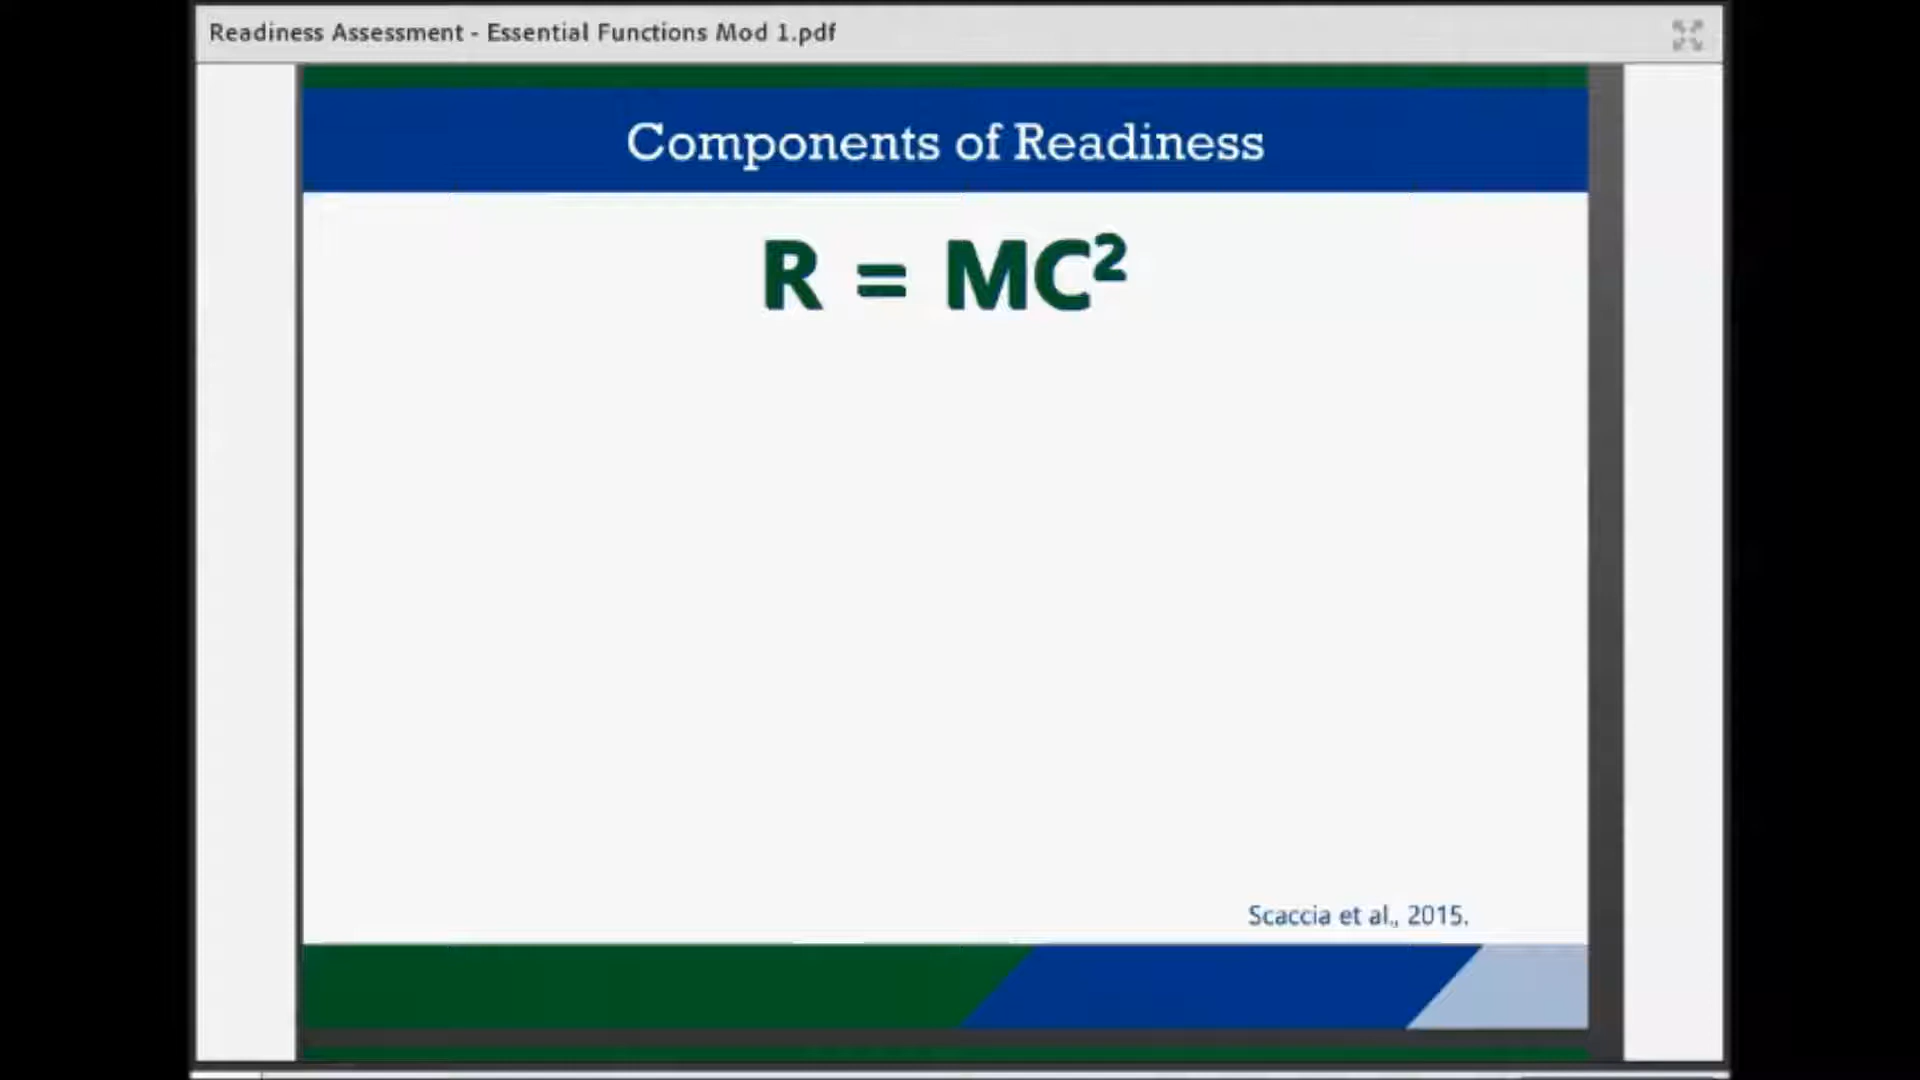 Readiness Assessment - Essential Functions Mod 1.pdf
Components of Readiness
R = MC²
Scaccia et al., 2015.